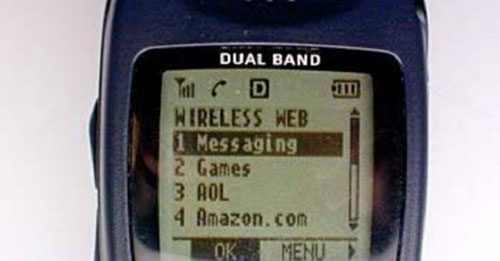 DUAL BAND
D
WIRELESS WEB
1 Messaging
2 Games
3 AOL
4 Amazon.com
OK MENU